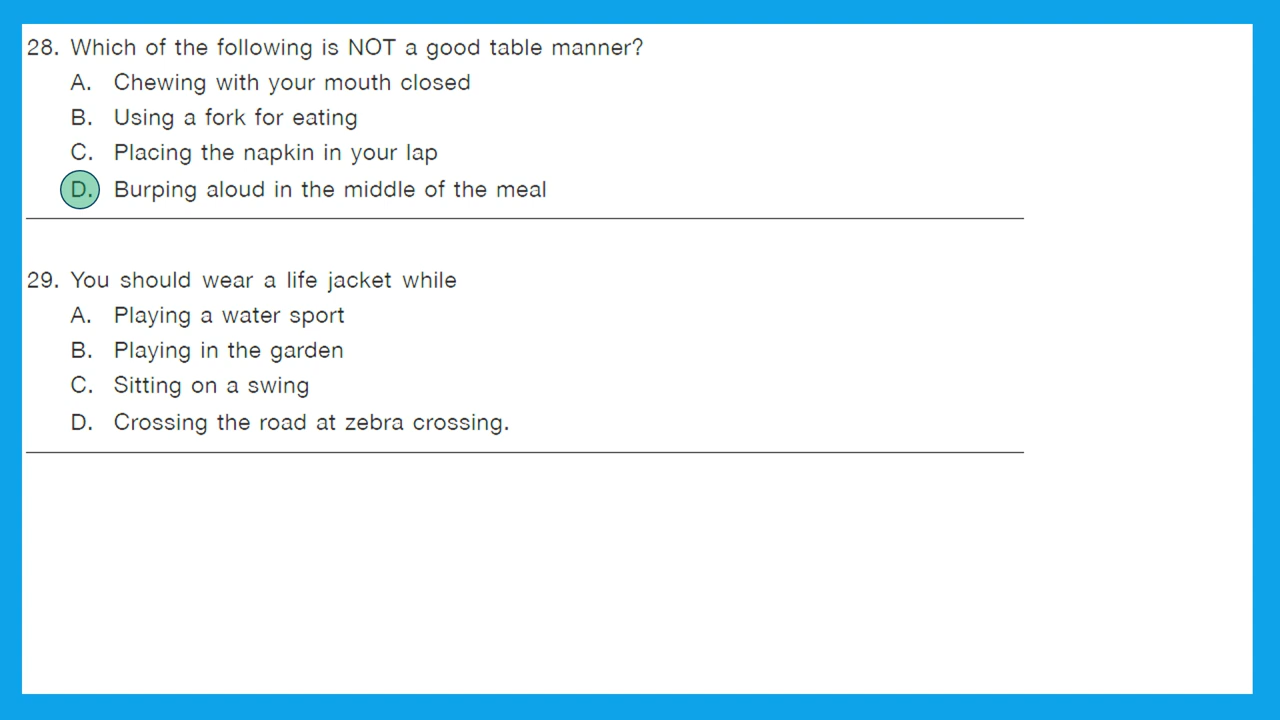 28. Which of the following is NOT a good table manner?
A. Chewing with your mouth closed
B. Using a fork for eating
C. Placing the napkin in your lap
D. Burping aloud in the middle of the meal
29. You should wear a life jacket while
A. Playing a water sport
B. Playing in the garden
C. Sitting on a swing
D. Crossing the road at zebra crossing.